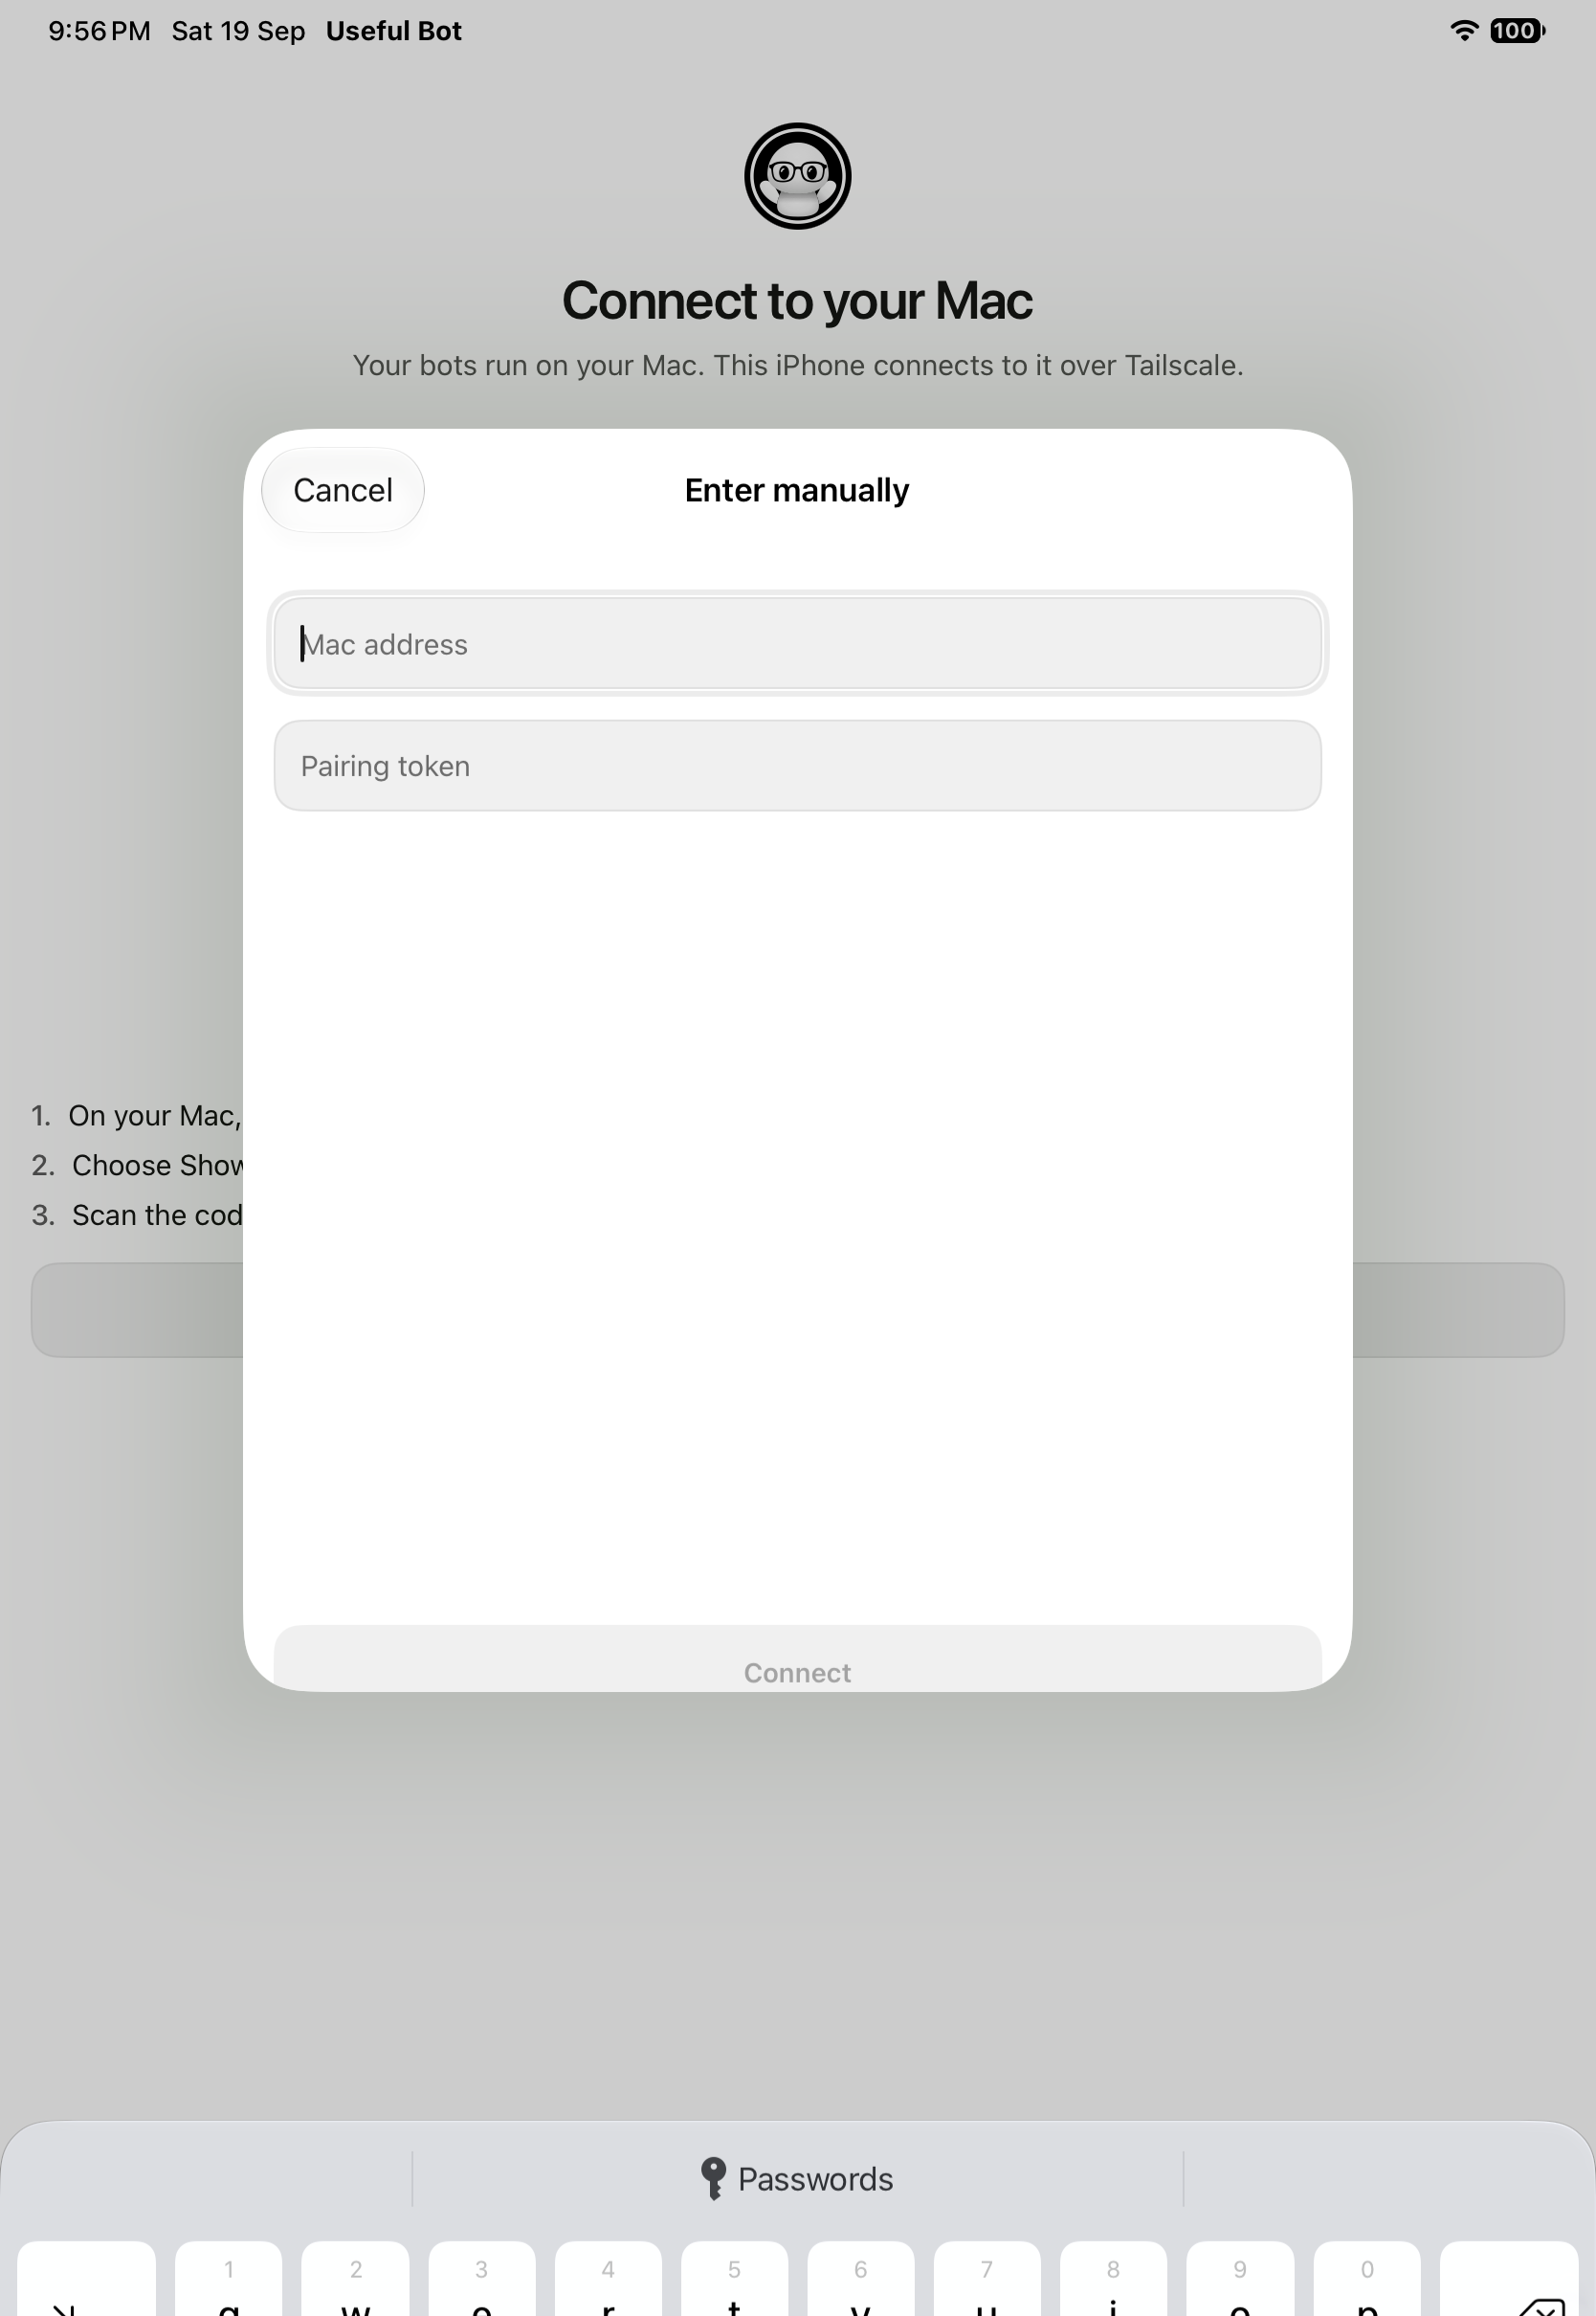 9:56 PM Sat 19 Sep Useful Bot
100
Connect to your Mac
Your bots run on your Mac. This iPhone connects to it over Tailscale.
Cancel
Enter manually
Mac address
Pairing token
1. On your Mac,
2. Choose Show
3. Scan the cod
Connect
Passwords
1 2 3 4 5 6 7 8 9 0
q w e r t y u i o p